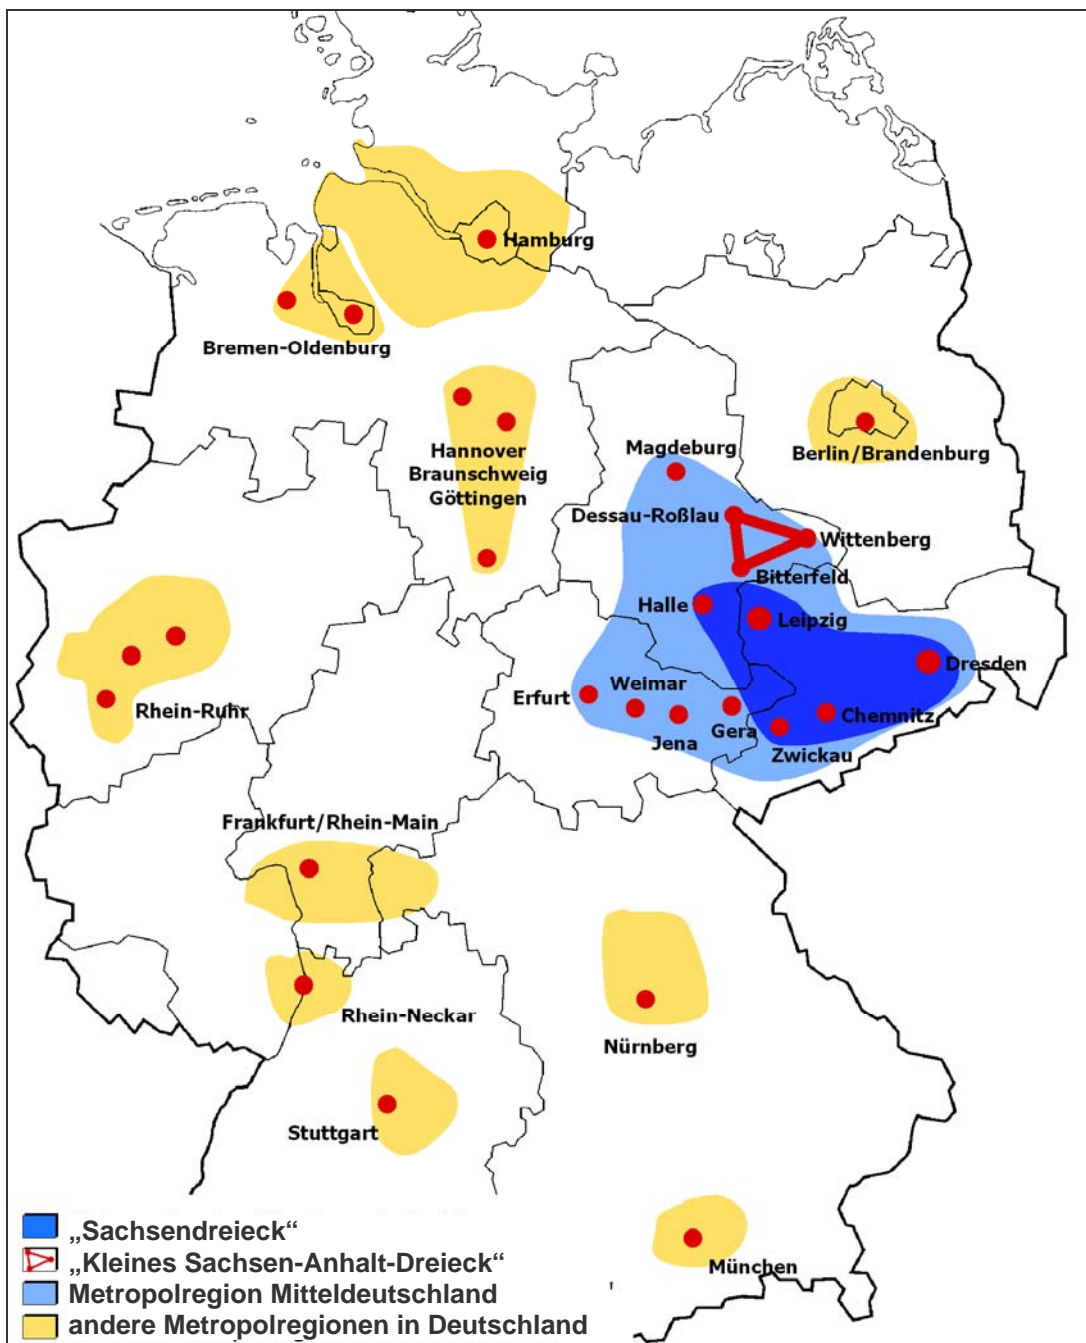 Hamburg
Bremen-Oldenburg
Hannover
Braunschweig
Göttingen
Magdeburg
Berlin/Brandenburg
Dessau-Roßlau
Wittenberg
Bitterfeld
Halle
Leipzig
Dresden
Erfurt
Weimar
Jena
Gera
Chemnitz
Zwickau
Rhein-Ruhr
Frankfurt/Rhein-Main
Rhein-Neckar
Nürnberg
Stuttgart
München
„Sachsendreieck“
„Kleines Sachsen-Anhalt-Dreieck“
Metropolregion Mitteldeutschland
andere Metropolregionen in Deutschland